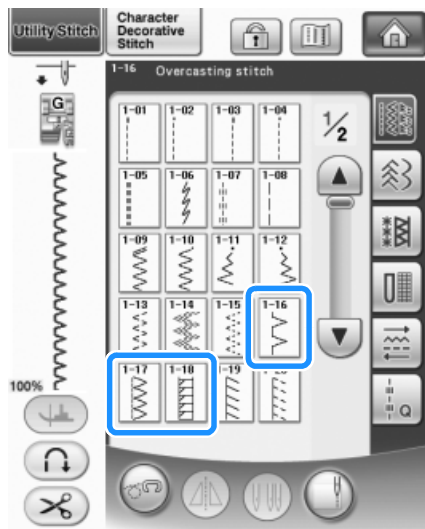 Utility Stitch
Character
Decorative
Stitch
1-16 Overcasting stitch
G
1-01 1-02 1-03 1-04
1/2
1-05 1-06 1-07 1-08
1-09 1-10 1-11 1-12
1-13 1-14 1-15 1-16
1-17 1-18 1-19 1-20
100%
Q